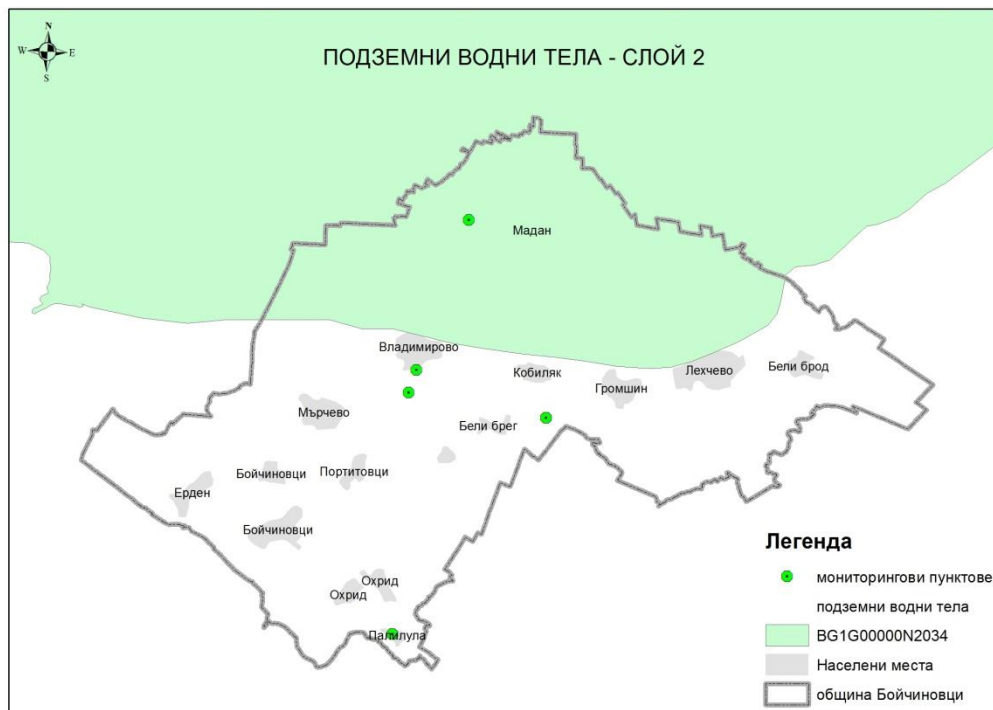 N
W E
S
ПОДЗЕМНИ ВОДНИ ТЕЛА - СЛОЙ 2
Мадан
Владимирово
Кобиляк
Лехчево
Бели брод
Громшин
Мърчево
Бели брег
Бойчиновци
Портитовци
Ерден
Бойчиновци
Охрид
Охрид
Палилула
Легенда
мониторингови пунктове
подземни водни тела
BG1G00000N2034
Населени места
община Бойчиновци